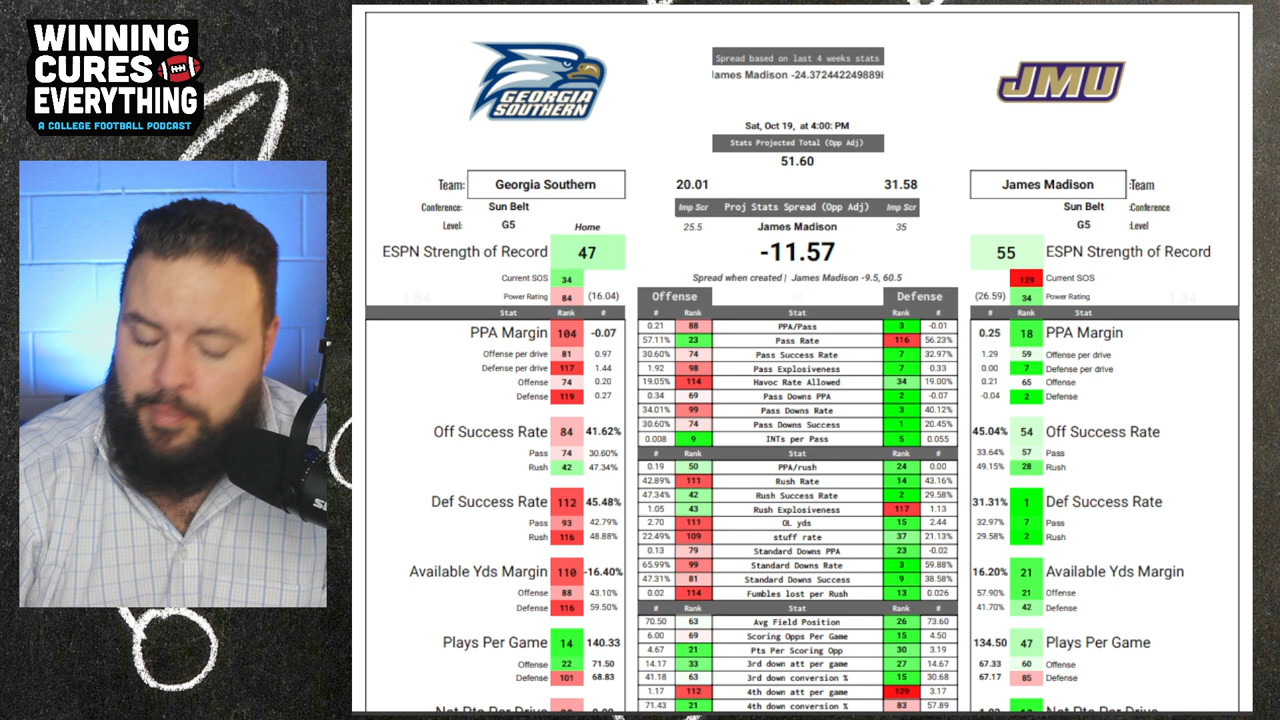 WINNING
CURES
EVERYTHING
A COLLEGE FOOTBALL PODCAST
GEORGIA
SOUTHERN
Spread based on last 4 weeks stats
James Madison -24.3724422498898
JMU
Sat, Oct 19, at 4:00: PM
Stats Projected Total (Opp Adj)
51.60
Team: Georgia Southern 20.01 31.58 James Madison :Team
Conference: Sun Belt Imp Scr Proj Stats Spread (Opp Adj) Imp Scr Sun Belt :Conference
Level: G5 Home 25.5 James Madison 35 G5 :Level
ESPN Strength of Record 47 -11.57 55 ESPN Strength of Record
Current SOS 34 Spread when created | James Madison -9.5, 60.5 129 Current SOS
1.84 Power Rating 84 (16.04) Offense Defense (26.59) 34 Power Rating 1.34
Stat Rank # # Rank Stat Rank # # Rank Stat
PPA Margin 104 -0.07 0.25 18 PPA Margin
Offense per drive 81 0.97 1.29 59 Offense per drive
Defense per drive 117 1.44 0.00 7 Defense per drive
Offense 74 0.20 0.21 65 Offense
Defense 119 0.27 -0.04 2 Defense
Off Success Rate 84 41.62% 45.04% 54 Off Success Rate
Pass 74 30.60% 33.64% 57 Pass
Rush 42 47.34% 49.15% 28 Rush
Def Success Rate 112 45.48% 31.31% 1 Def Success Rate
Pass 93 42.79% 32.97% 7 Pass
Rush 116 48.88% 29.58% 2 Rush
Available Yds Margin 110 -16.40% 16.20% 21 Available Yds Margin
Offense 88 43.10% 57.90% 21 Offense
Defense 116 59.50% 41.70% 42 Defense
Plays Per Game 14 140.33 134.50 47 Plays Per Game
Offense 22 71.50 67.33 60 Offense
Defense 101 68.83 67.17 85 Defense
0.21 88 PPA/Pass 3 -0.01
57.11% 23 Pass Rate 116 56.23%
30.60% 74 Pass Success Rate 7 32.97%
1.92 98 Pass Explosiveness 7 0.33
19.05% 114 Havoc Rate Allowed 34 19.00%
0.34 69 Pass Downs PPA 2 -0.07
34.01% 99 Pass Downs Rate 3 40.12%
30.60% 74 Pass Downs Success 1 20.45%
0.008 9 INTs per Pass 5 0.055
# Rank Stat Rank #
0.19 50 PPA/rush 24 0.00
42.89% 111 Rush Rate 14 43.16%
47.34% 42 Rush Success Rate 2 29.58%
1.05 43 Rush Explosiveness 117 1.13
2.70 111 OL yds 15 2.44
22.49% 109 stuff rate 37 21.13%
0.13 79 Standard Downs PPA 23 -0.02
65.99% 99 Standard Downs Rate 3 59.88%
47.31% 81 Standard Downs Success 9 38.58%
0.02 114 Fumbles lost per Rush 13 0.026
# Rank Stat Rank #
70.50 63 Avg Field Position 26 73.60
6.00 69 Scoring Opps Per Game 15 4.50
4.67 21 Pts Per Scoring Opp 30 3.19
14.17 33 3rd down att per game 27 14.67
41.18 63 3rd down conversion % 15 30.68
1.17 112 4th down att per game 129 3.17
71.43 21 4th down conversion % 83 57.89